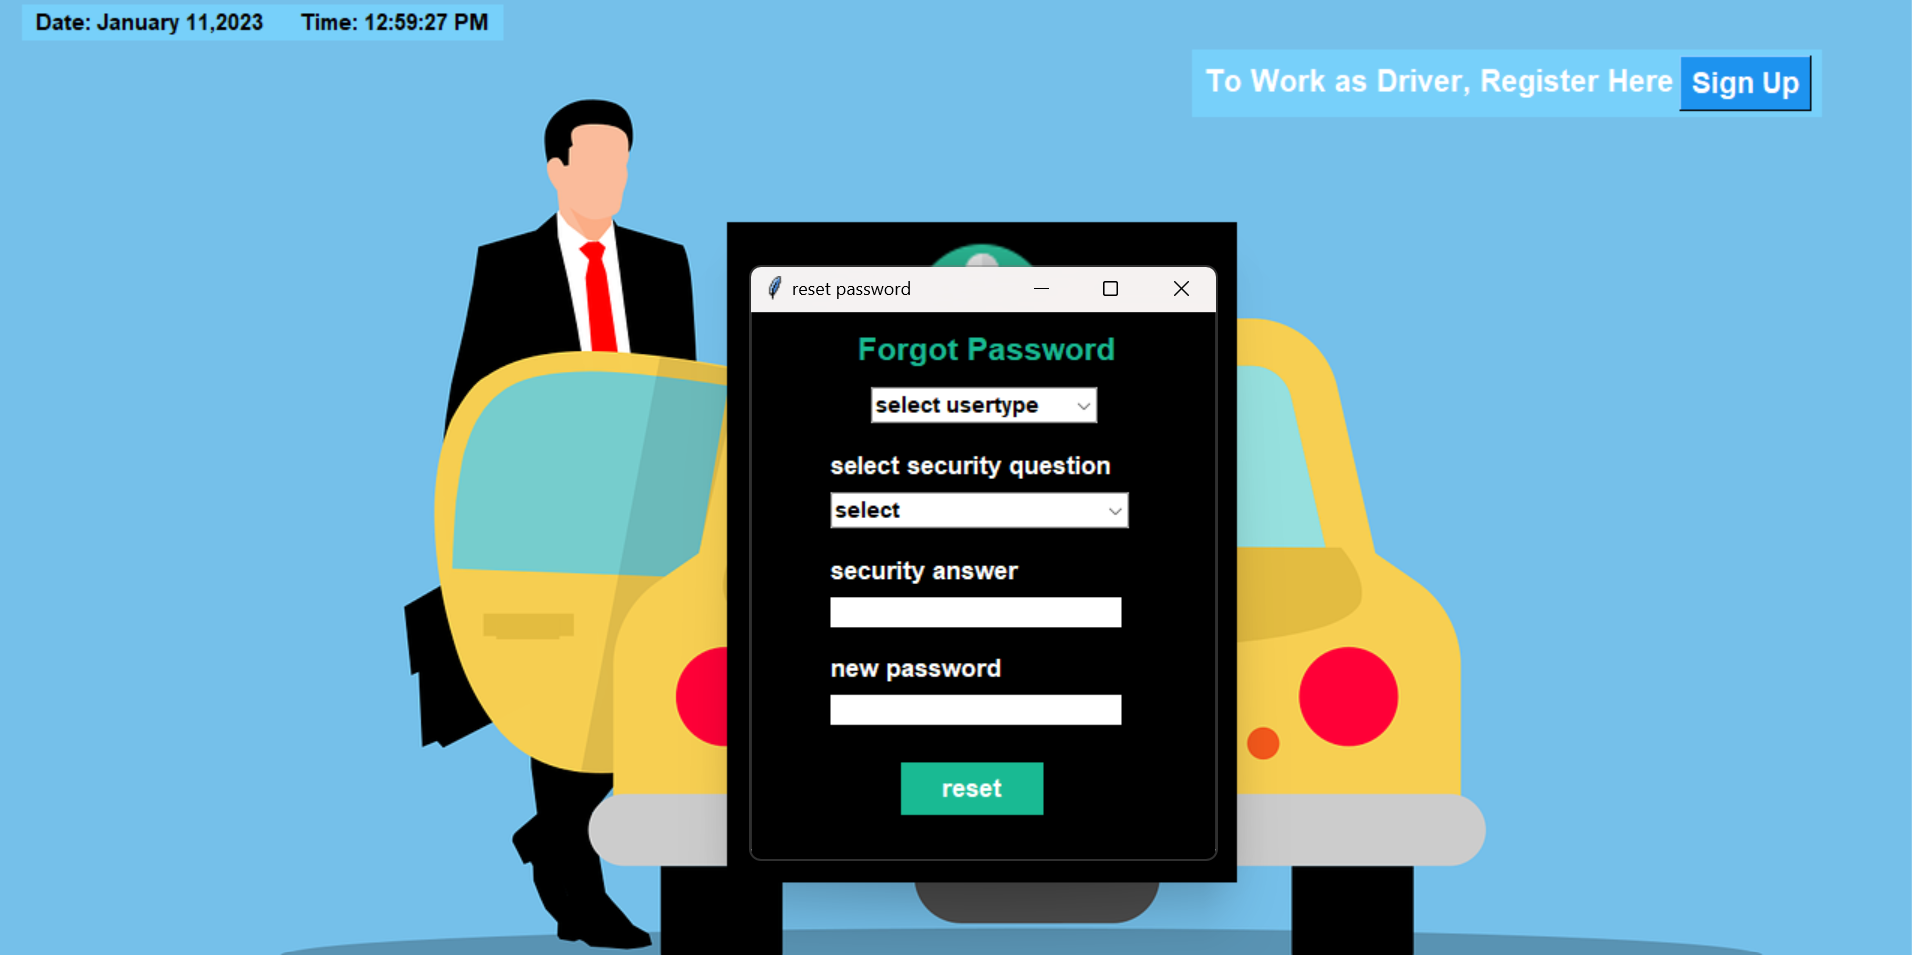 Date: January 11,2023 Time: 12:59:27 PM
To Work as Driver, Register Here Sign Up
reset password
Forgot Password
select usertype
select security question
select
security answer
new password
reset